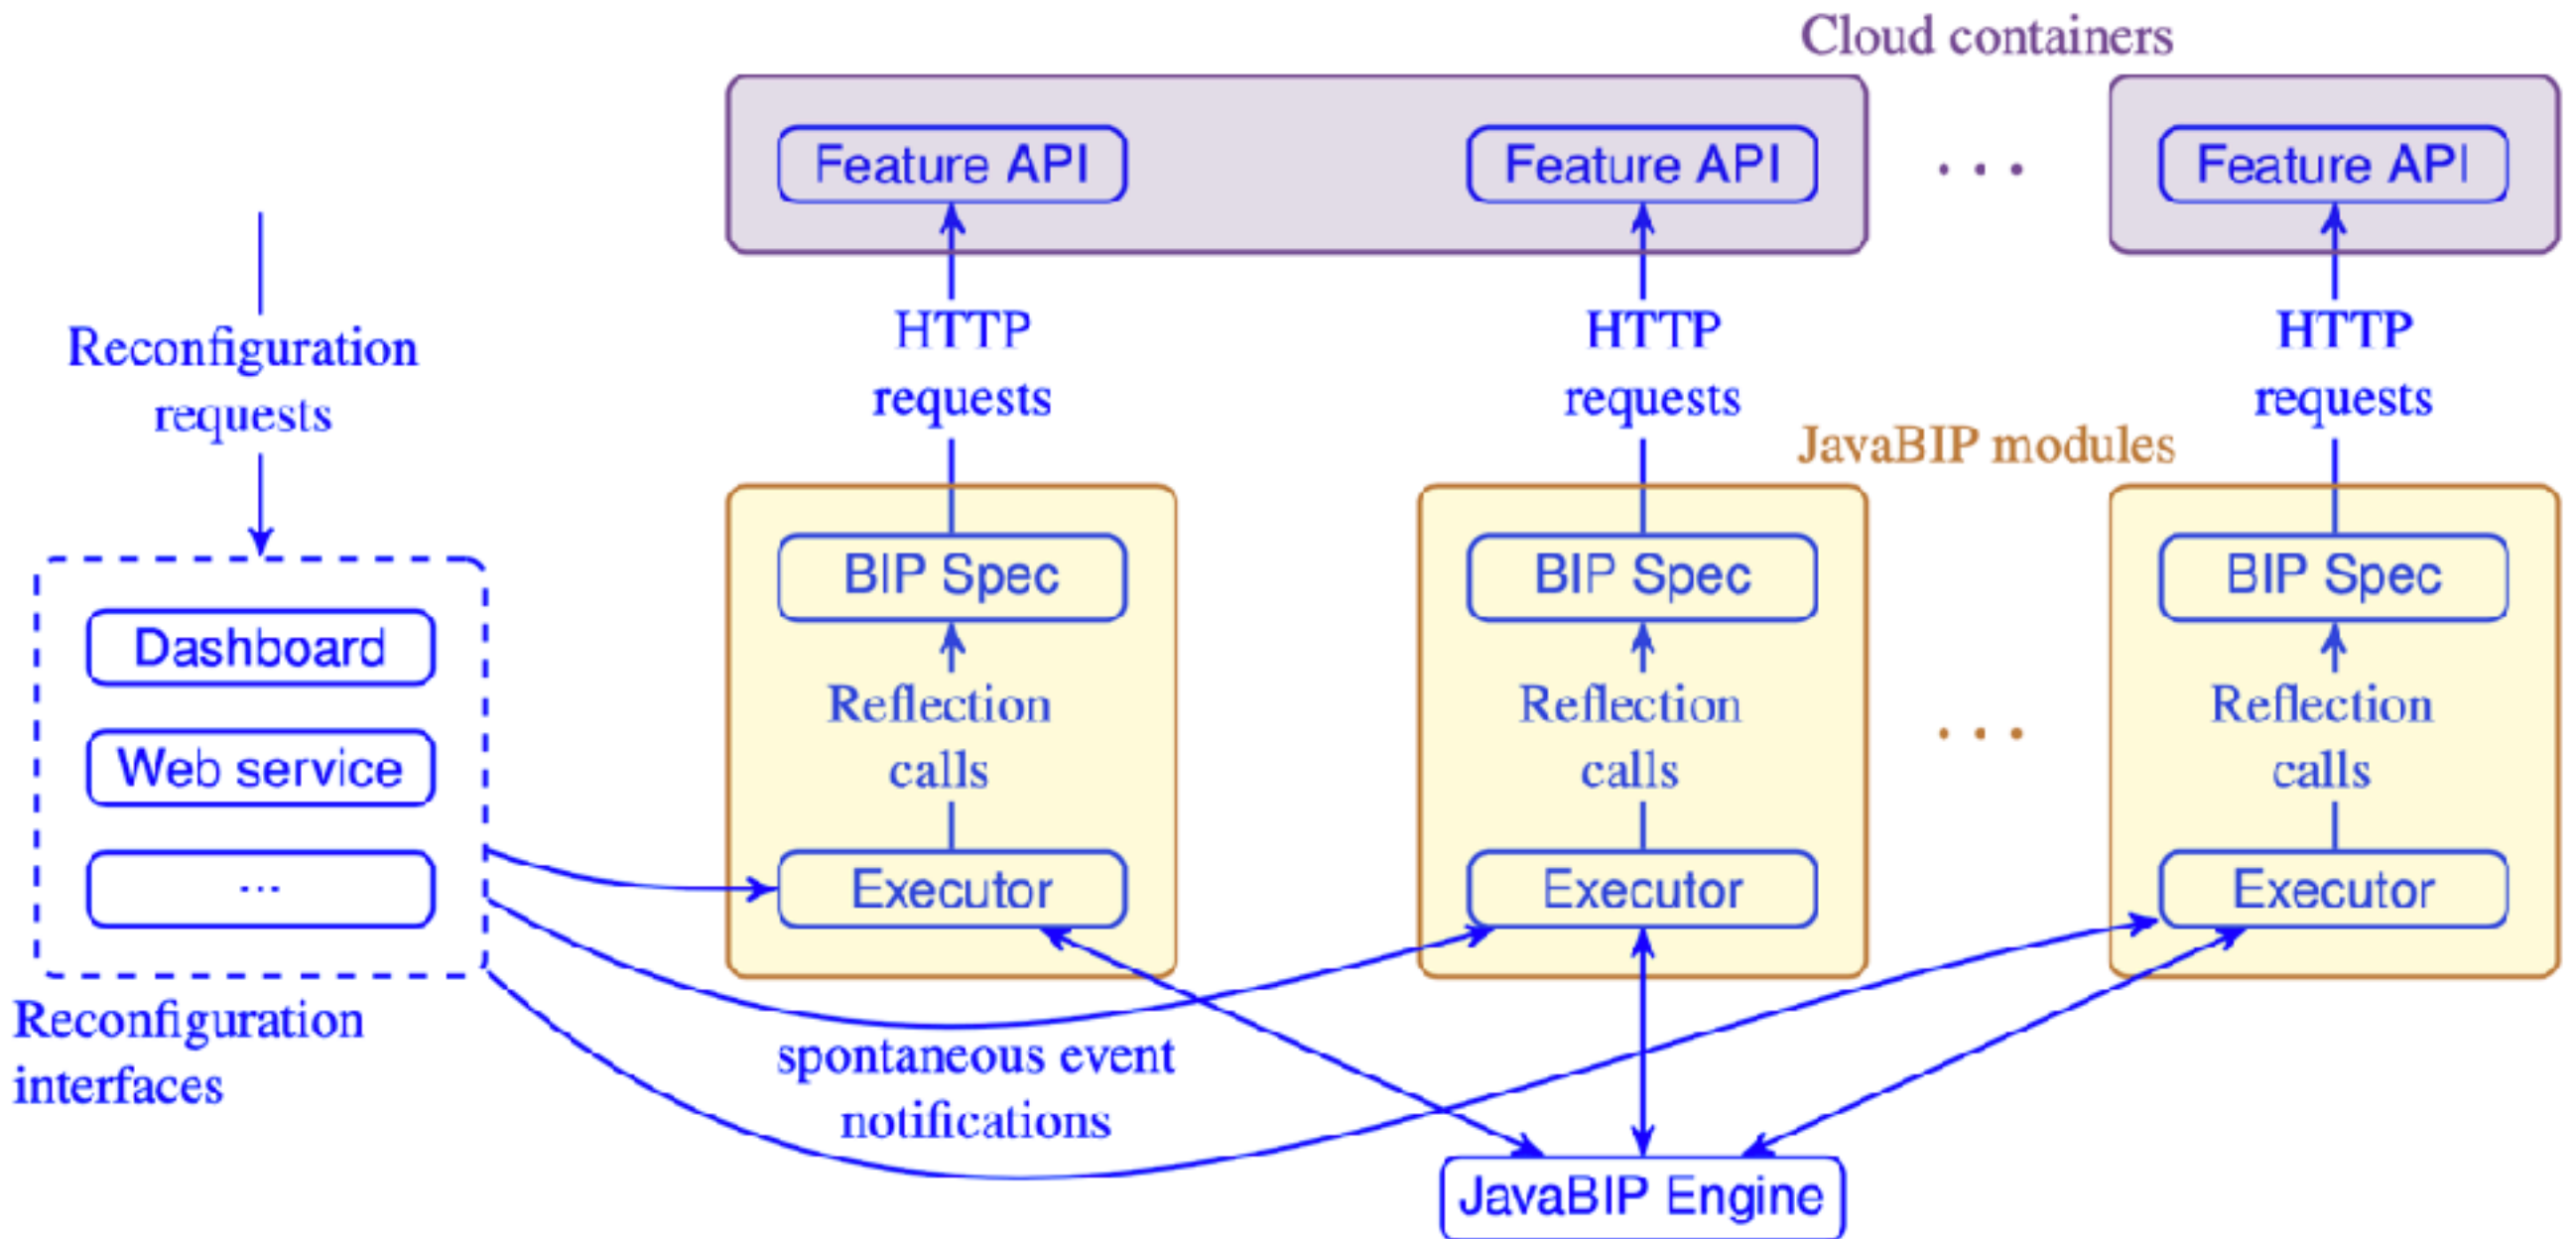 Cloud containers
Feature API
Feature API
. . .
Feature API
Reconfiguration
requests
HTTP
requests
HTTP
requests
HTTP
requests
JavaBIP modules
BIP Spec
BIP Spec
BIP Spec
Dashboard
Web service
...
Reflection
calls
Reflection
calls
. . .
Reflection
calls
Executor
Executor
Executor
Reconfiguration
interfaces
spontaneous event
notifications
JavaBIP Engine